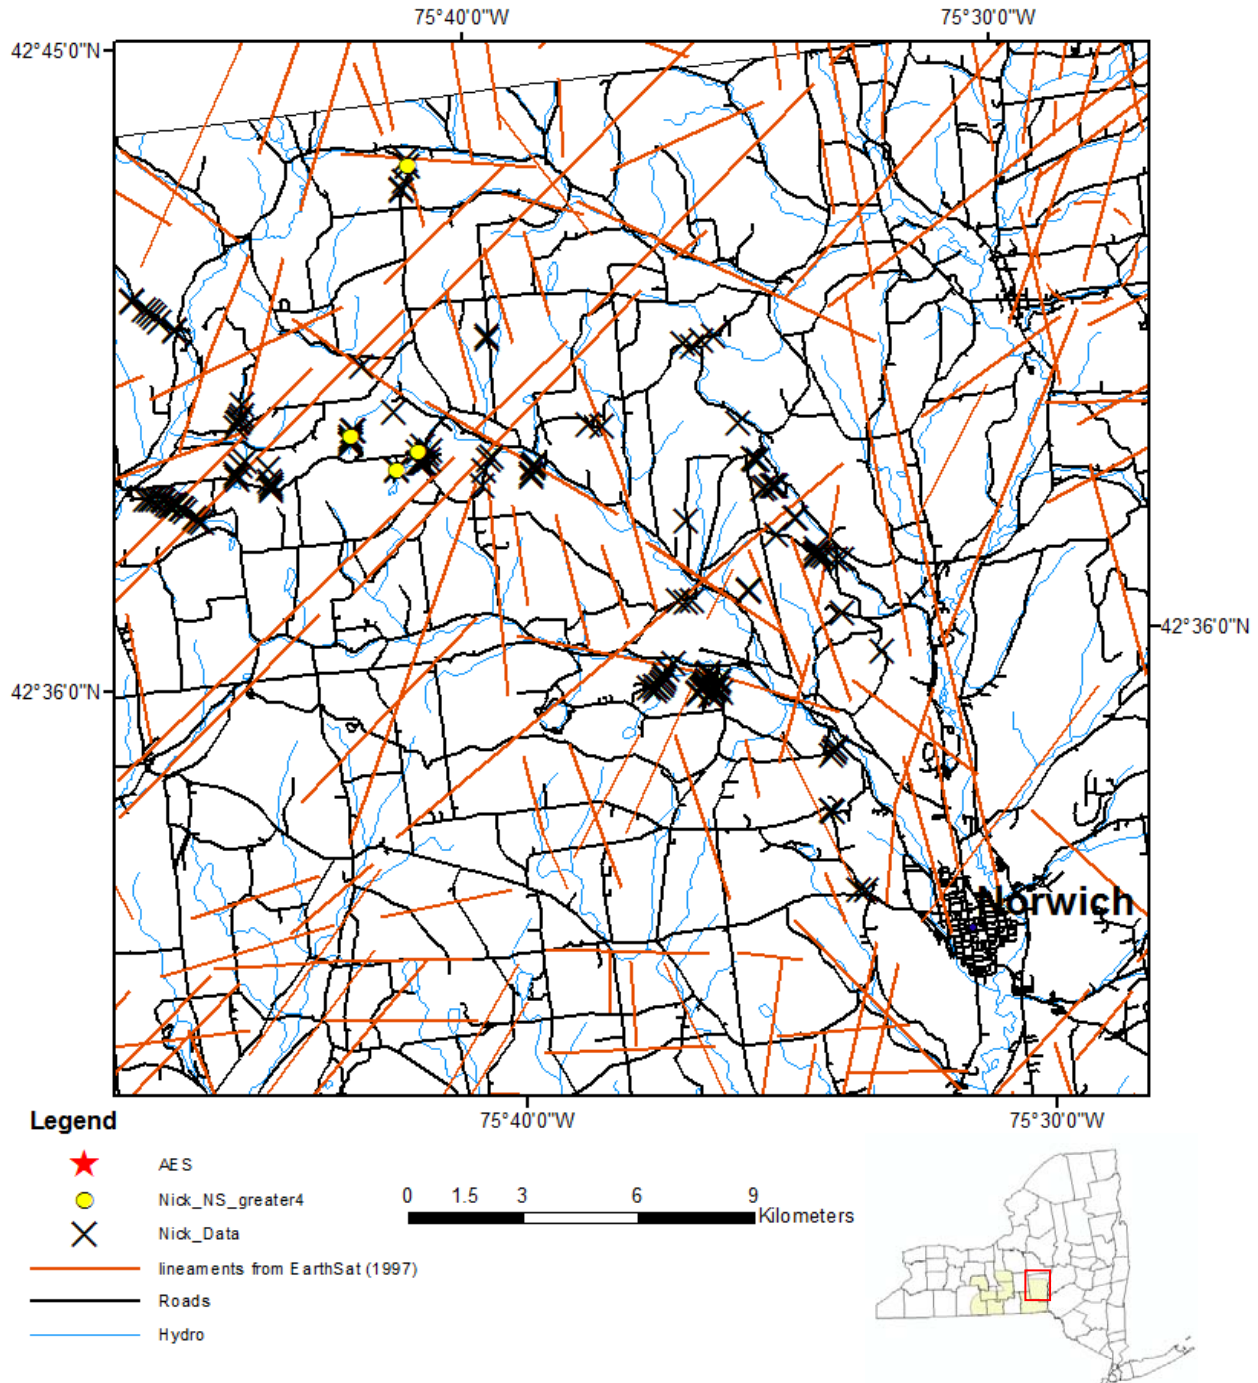 75°40'0"W 75°30'0"W
42°45'0"N
42°36'0"N
42°36'0"N
Norwich
75°40'0"W 75°30'0"W
Legend
AES
Nick_NS_greater4
Nick_Data
lineaments from EarthSat (1997)
Roads
Hydro
0 1.5 3 6 9
Kilometers